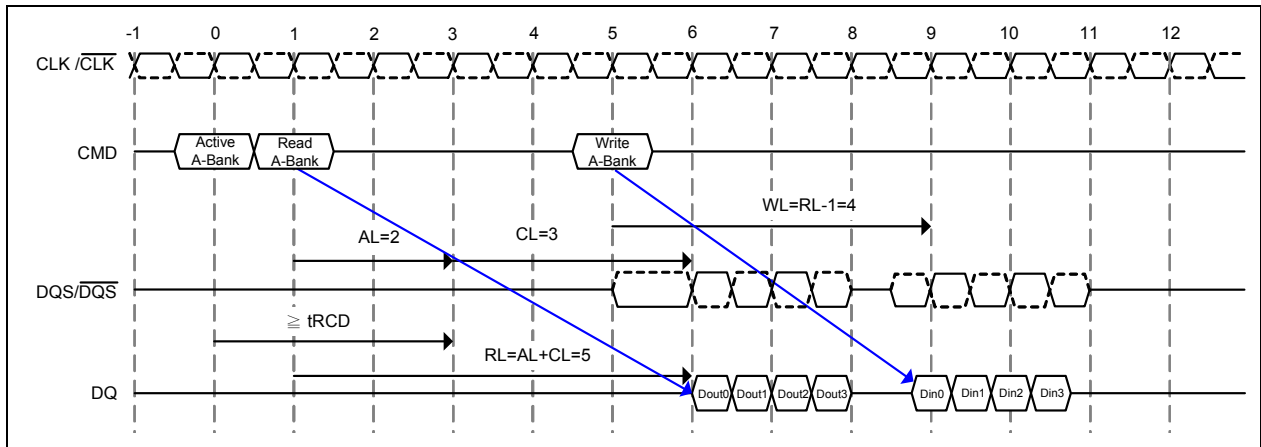 -1 0 1 2 3 4 5 6 7 8 9 10 11 12
CLK /CLK
CMD
Active
A-Bank
Read
A-Bank
Write
A-Bank
WL=RL-1=4
AL=2
CL=3
DQS/DQS
≧ tRCD
RL=AL+CL=5
DQ
Dout0 Dout1 Dout2 Dout3 Din0 Din1 Din2 Din3